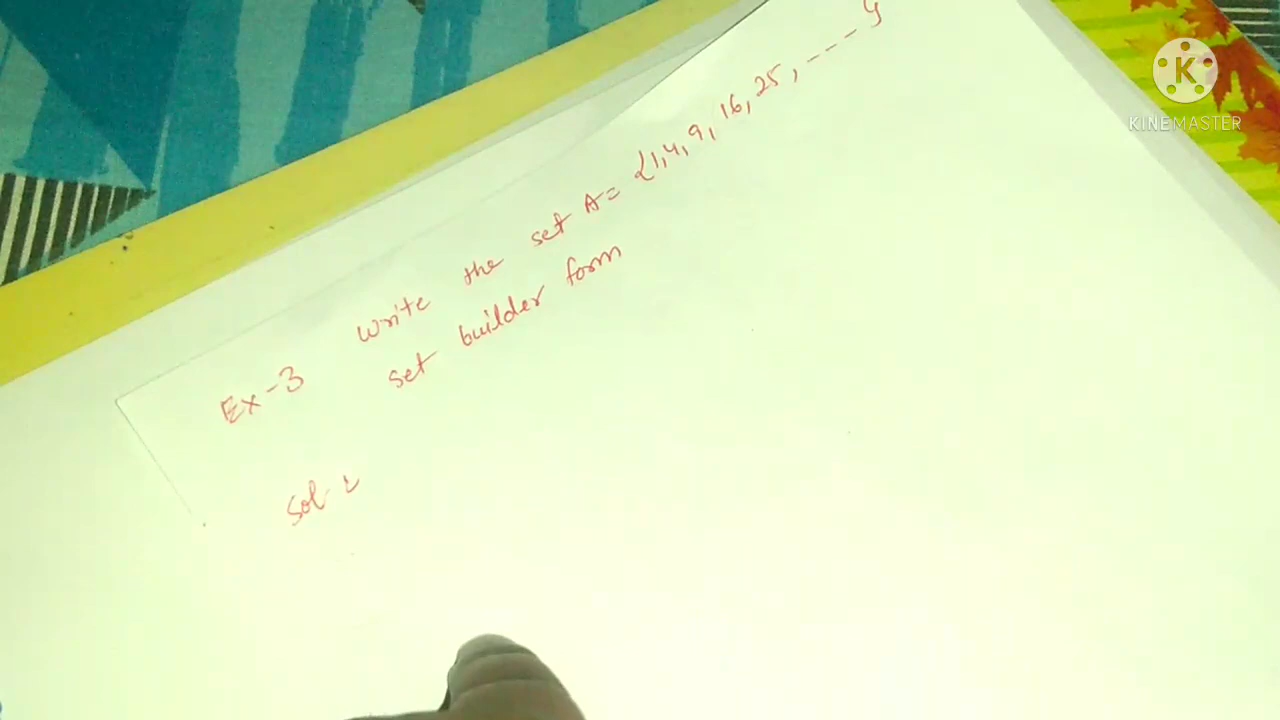 Ex-3 Write the set A= {1,4,9,16,25, ---- }
set builder form
Sol:
KINEMASTER